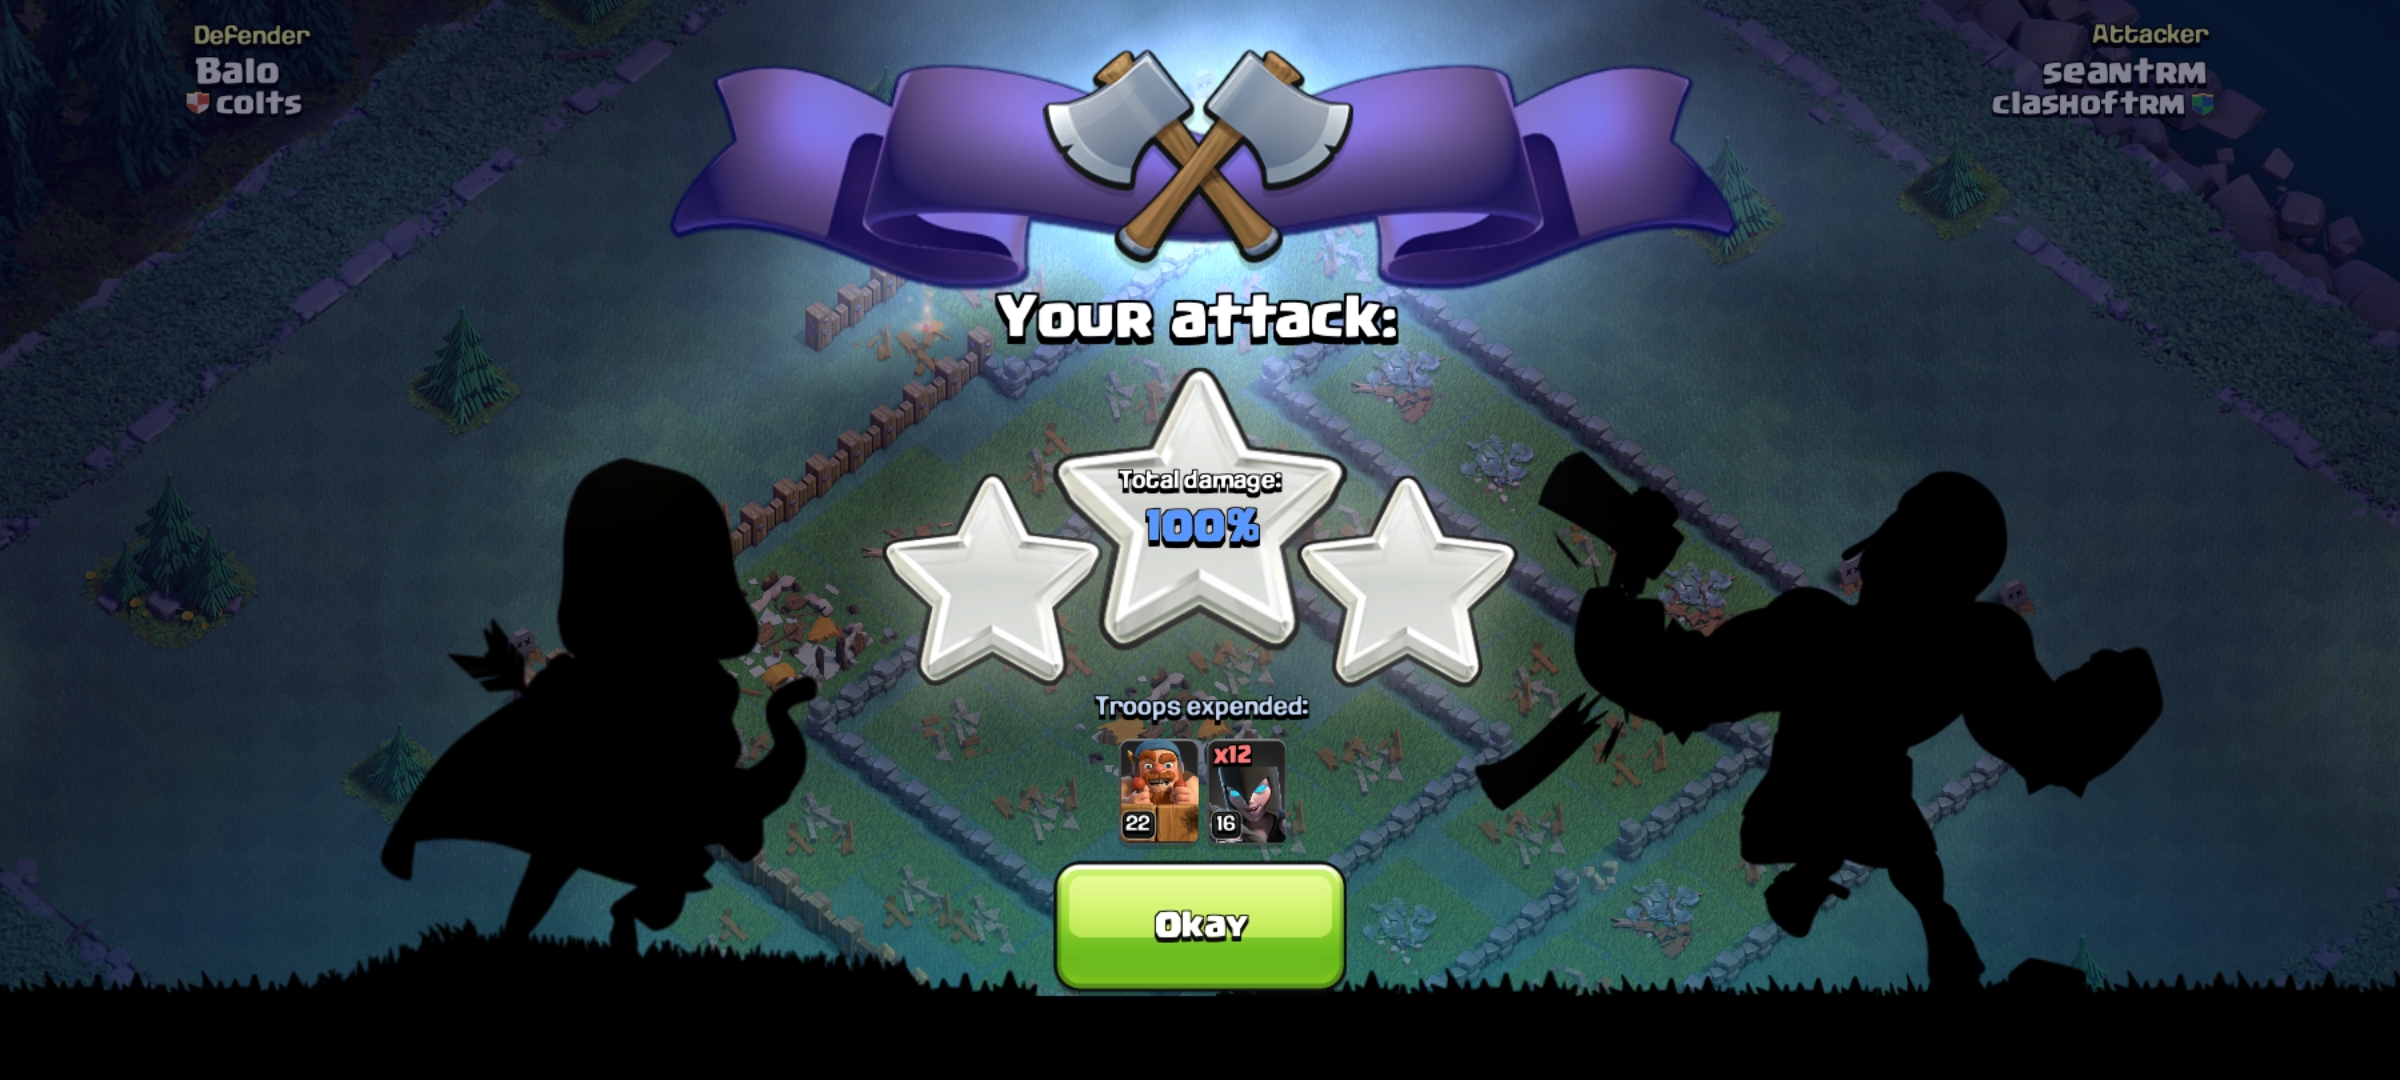 Defender
Balo
colts
Attacker
seantRM
clashoftRM
Your attack:
Total damage:
100%
Troops expended:
x12
22
16
Okay